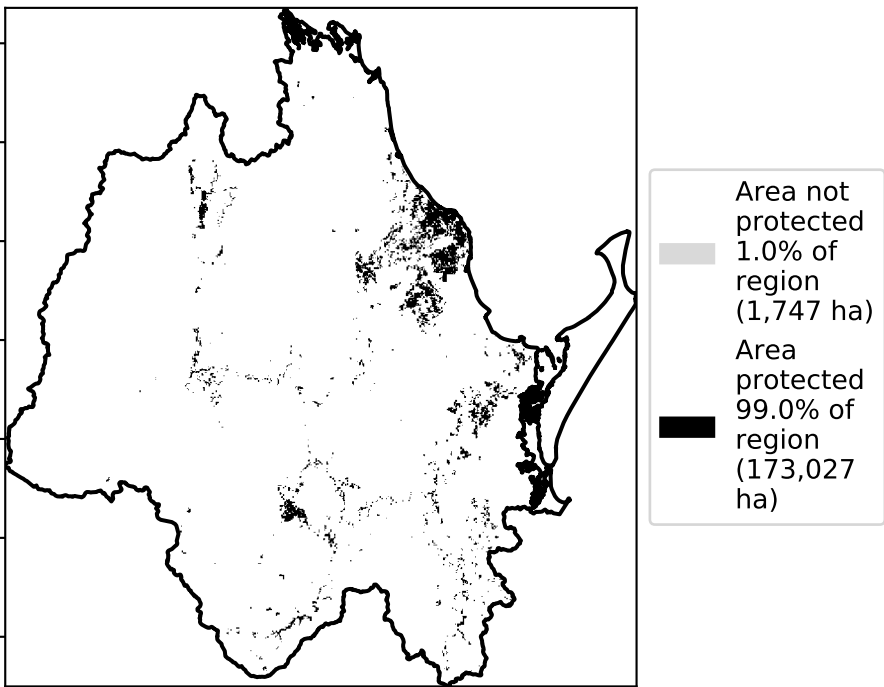 Area not
protected
1.0% of
region
(1,747 ha)
Area
protected
99.0% of
region
(173,027
ha)